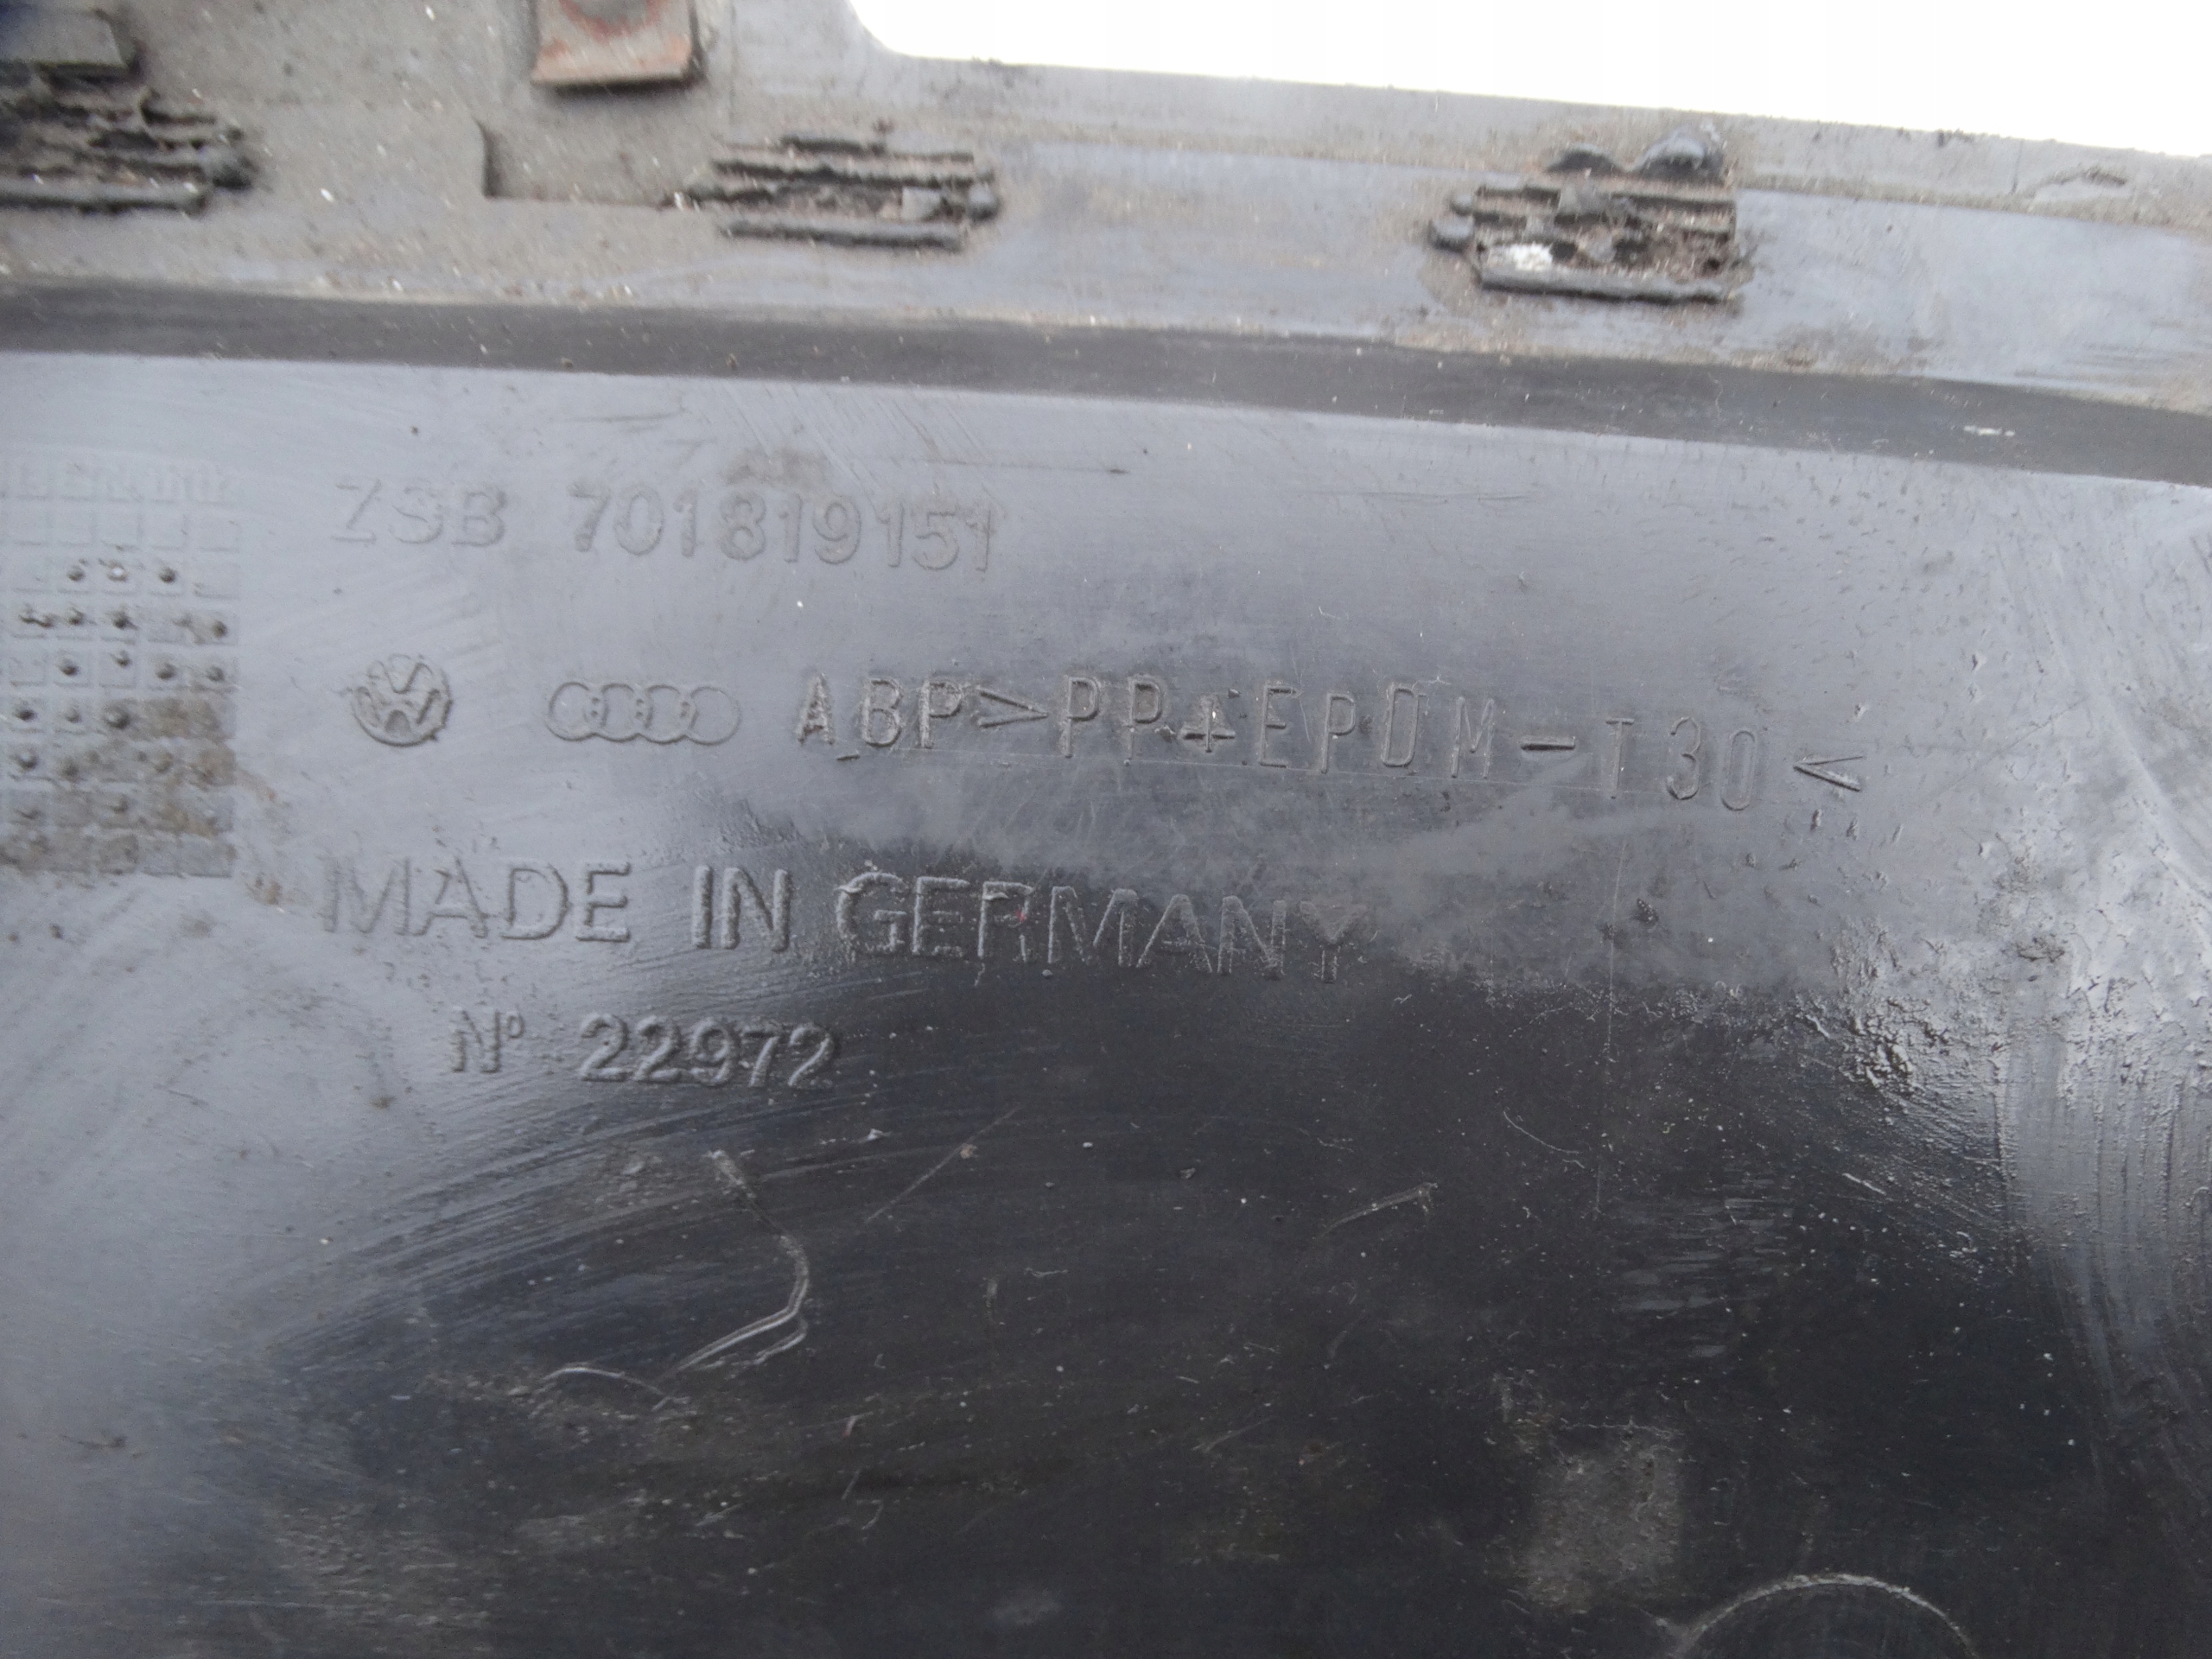 ZSB 701819151
ABP>PP+EPDM-T30<
MADE IN GERMANY
Nº 22972